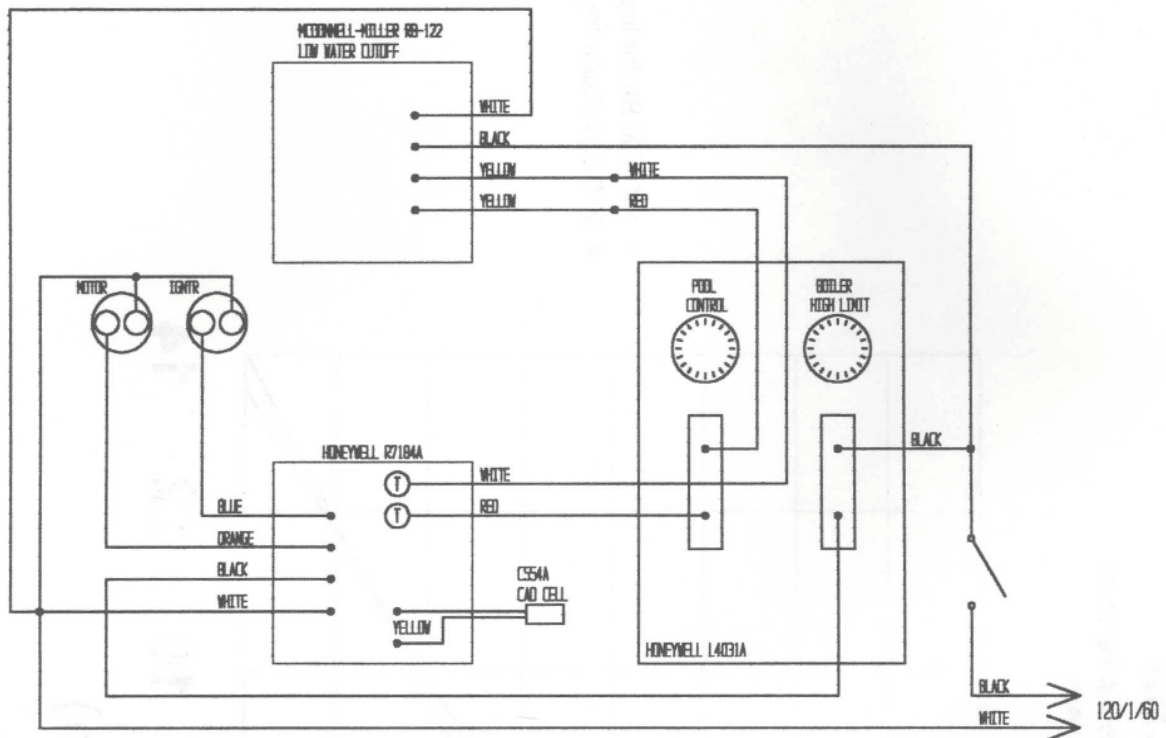 MCDONNELL-MILLER RB-122
LOW WATER CUTOFF
WHITE
BLACK
YELLOW
WHITE
YELLOW
RED
MOTOR
IGNTR
POOL
CONTROL
BOILER
HIGH LIMIT
BLACK
HONEYWELL R7184A
T
WHITE
T
RED
BLUE
ORANGE
BLACK
WHITE
C554A
CAD CELL
YELLOW
HONEYWELL L4031A
BLACK
WHITE
120/1/60